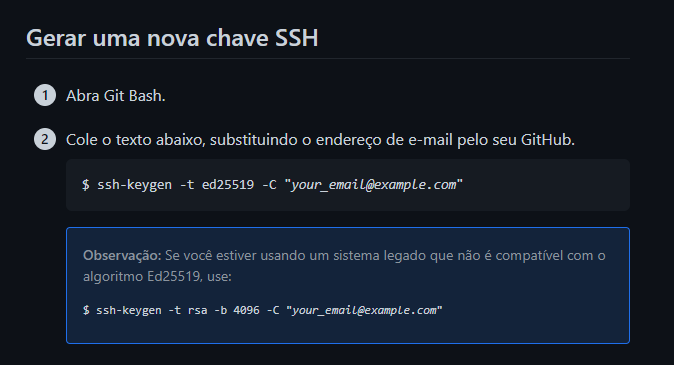 Gerar uma nova chave SSH
1 Abra Git Bash.
2 Cole o texto abaixo, substituindo o endereço de e-mail pelo seu GitHub.
$ ssh-keygen -t ed25519 -C "your_email@example.com"
Observação: Se você estiver usando um sistema legado que não é compatível com o
algoritmo Ed25519, use:
$ ssh-keygen -t rsa -b 4096 -C "your_email@example.com"